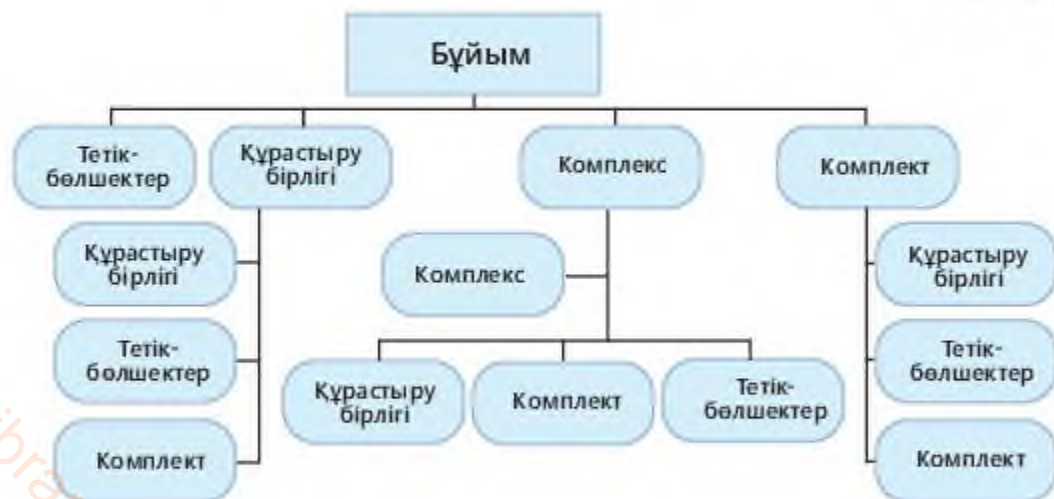 Бұйым
Тетік-
бөлшектер
Құрастыру
бірлігі
Комплекс
Комплект
Құрастыру
бірлігі
Тетік-
бөлшектер
Комплект
Комплекс
Құрастыру
бірлігі
Комплект
Тетік-
бөлшектер
Құрастыру
бірлігі
Тетік-
бөлшектер
Комплект